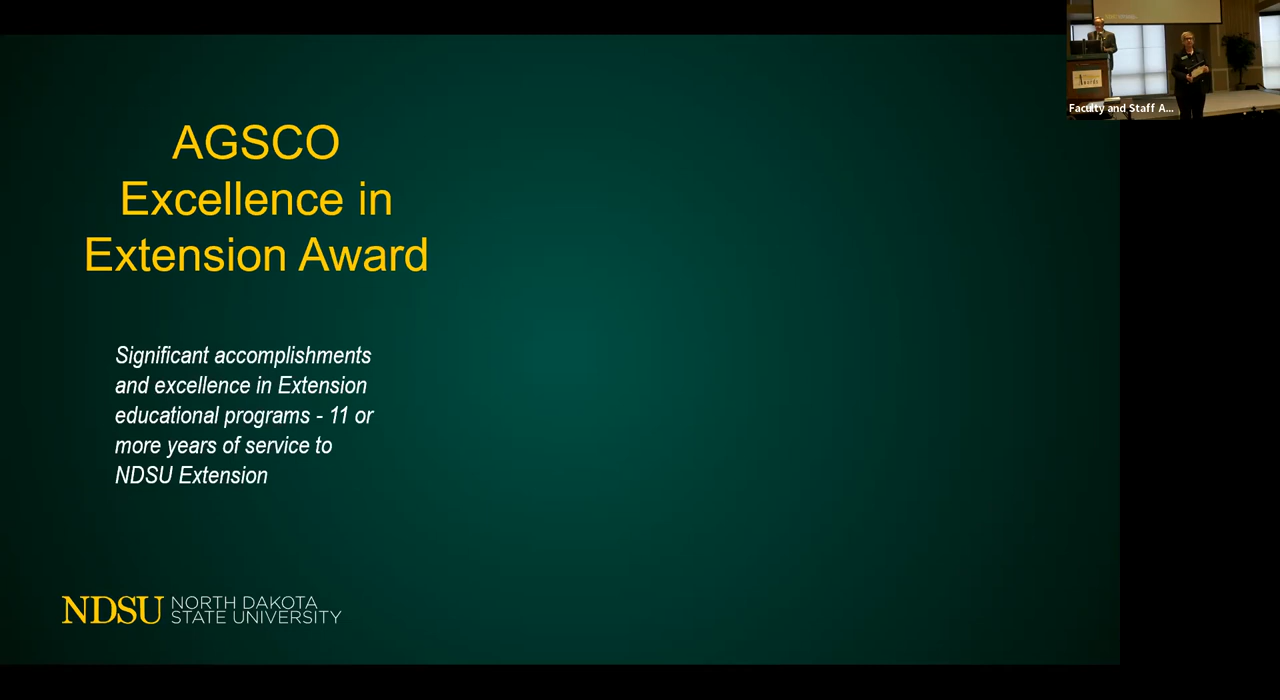 AGSCO
Excellence in
Extension Award
Significant accomplishments
and excellence in Extension
educational programs - 11 or
more years of service to
NDSU Extension
NDSU NORTH DAKOTA
STATE UNIVERSITY
Faculty and Staff A...